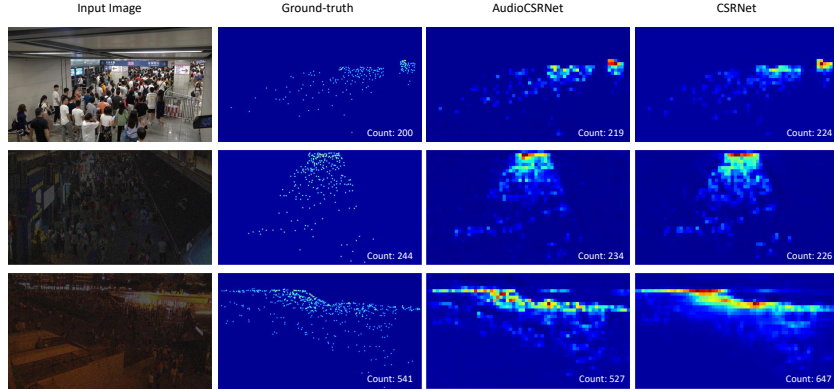 Input Image Ground-truth AudioCSRNet CSRNet
Count: 200 Count: 219 Count: 224
Count: 244 Count: 234 Count: 226
Count: 541 Count: 527 Count: 647